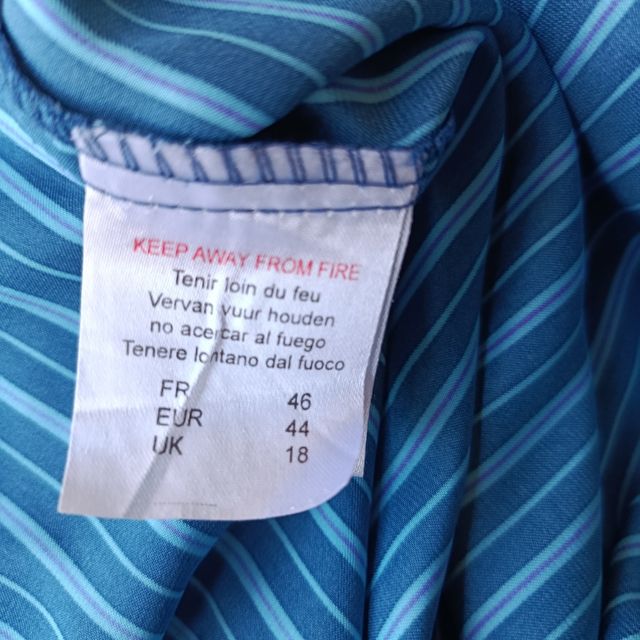 KEEP AWAY FROM FIRE
Tenir loin du feu
Vervan vuur houden
no acercar al fuego
Tenere lontano dal fuoco
FR 46
EUR 44
UK 18